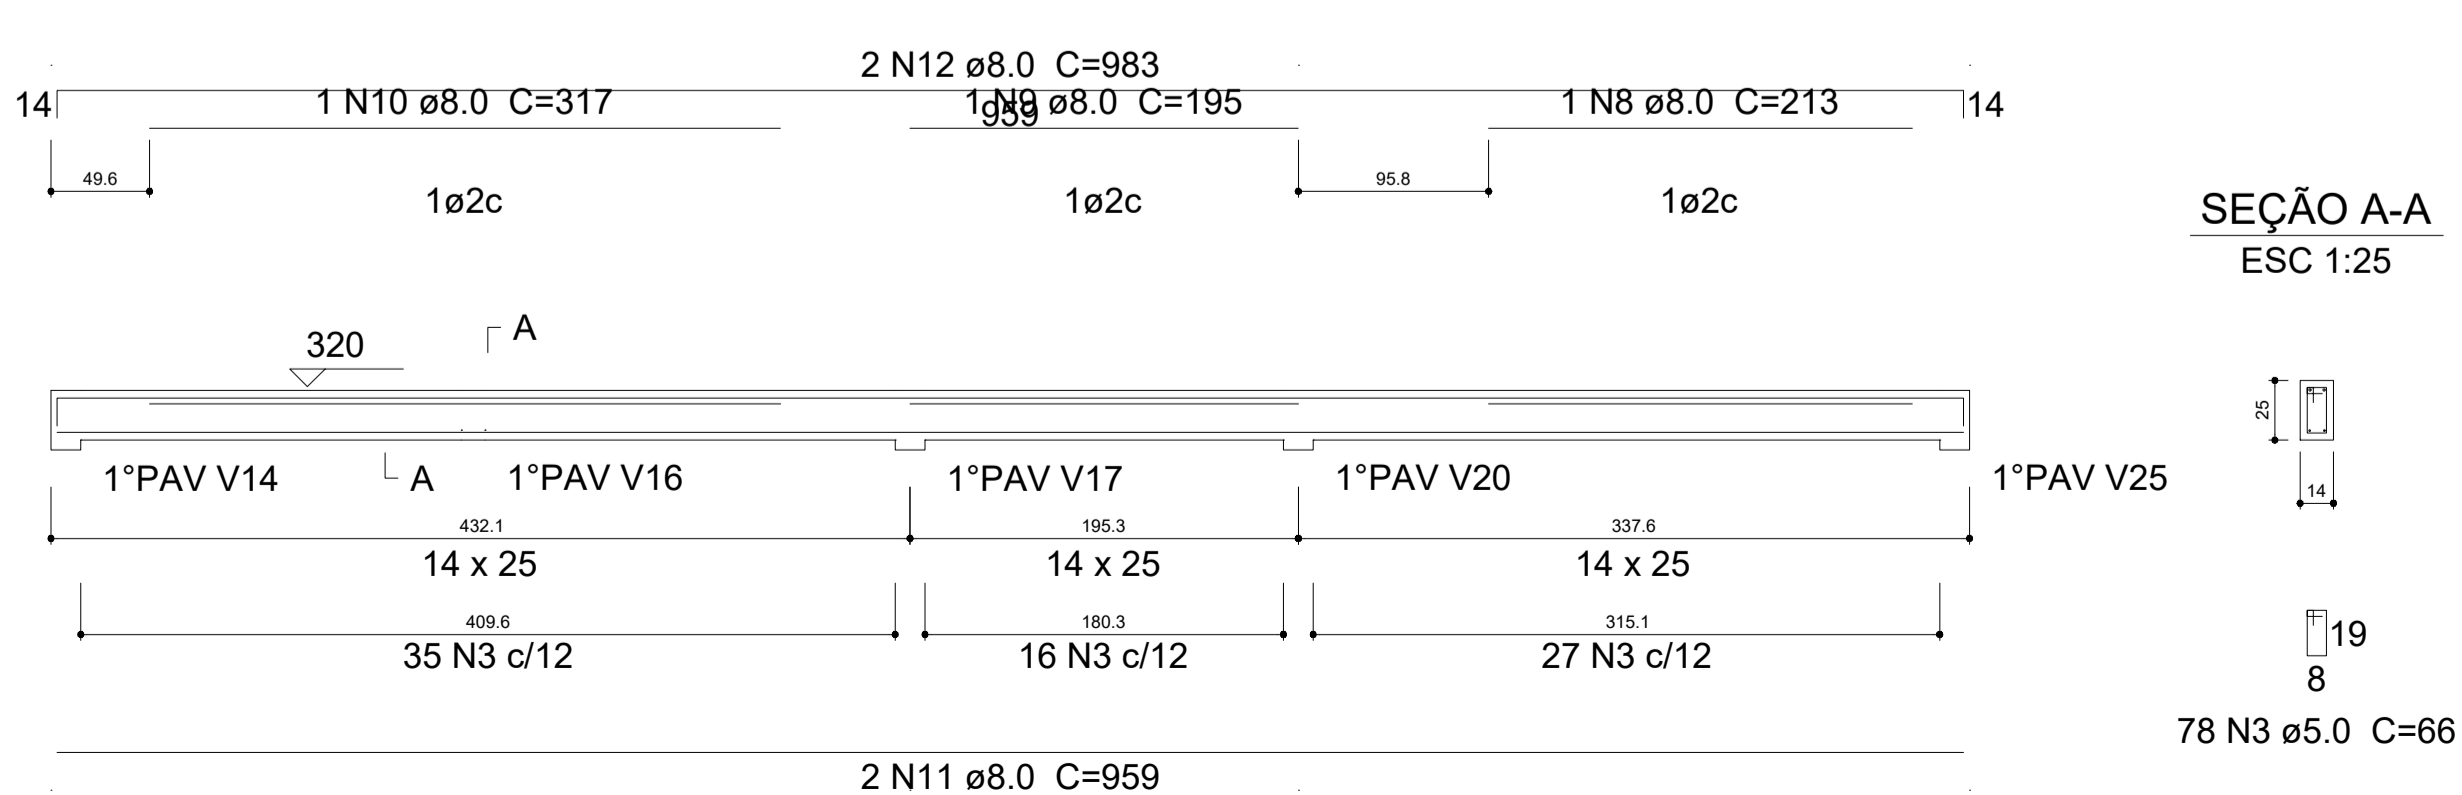 2 N12 ø8.0 C=983
14
1 N10 ø8.0 C=317
1 N9 ø8.0 C=195
959
1 N8 ø8.0 C=213
14
49.6
95.8
1ø2c
1ø2c
1ø2c
SEÇÃO A-A
ESC 1:25
A
320
25
1°PAV V14
A
1°PAV V16
1°PAV V17
1°PAV V20
1°PAV V25
14
432.1
195.3
337.6
14 x 25
14 x 25
14 x 25
409.6
180.3
315.1
35 N3 c/12
16 N3 c/12
27 N3 c/12
19
8
78 N3 ø5.0 C=66
2 N11 ø8.0 C=959